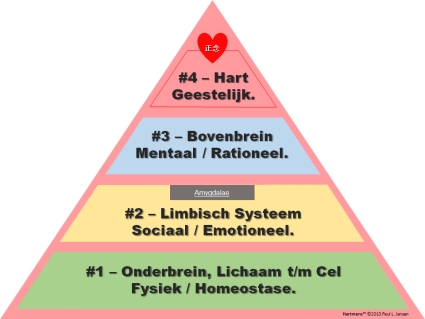 正念
#4 – Hart
Geestelijk.
#3 – Bovenbrein
Mentaal / Rationeel.
Amygdalae
#2 – Limbisch Systeem
Sociaal / Emotioneel.
#1 – Onderbrein, Lichaam t/m Cel
Fysiek / Homeostase.
Hartmens™ ©2013 Paul L. Jansen